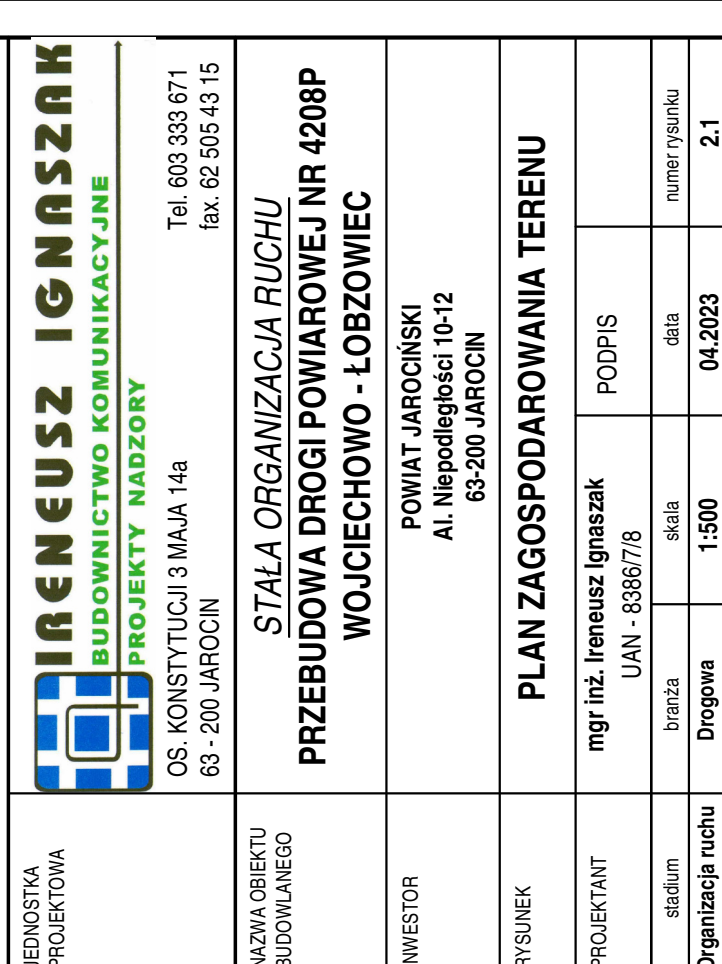 JEDNOSTKA
PROJEKTOWA
IRENEUSZ IGNASZAK
BUDOWNICTWO KOMUNIKACYJNE
PROJEKTY NADZORY
OS. KONSTYTUCJI 3 MAJA 14a Tel. 603 333 671
63 - 200 JAROCIN fax. 62 505 43 15
NAZWA OBIEKTU
BUDOWLANEGO
STAŁA ORGANIZACJA RUCHU
PRZEBUDOWA DROGI POWIAROWEJ NR 4208P
WOJCIECHOWO - ŁOBZOWIEC
INWESTOR
POWIAT JAROCIŃSKI
Al. Niepodległości 10-12
63-200 JAROCIN
RYSUNEK
PLAN ZAGOSPODAROWANIA TERENU
PROJEKTANT
mgr inż. Ireneusz Ignaszak
UAN - 8386/7/8
PODPIS
stadium branża skala data numer rysunku
Organizacja ruchu Drogowa 1:500 04.2023 2.1